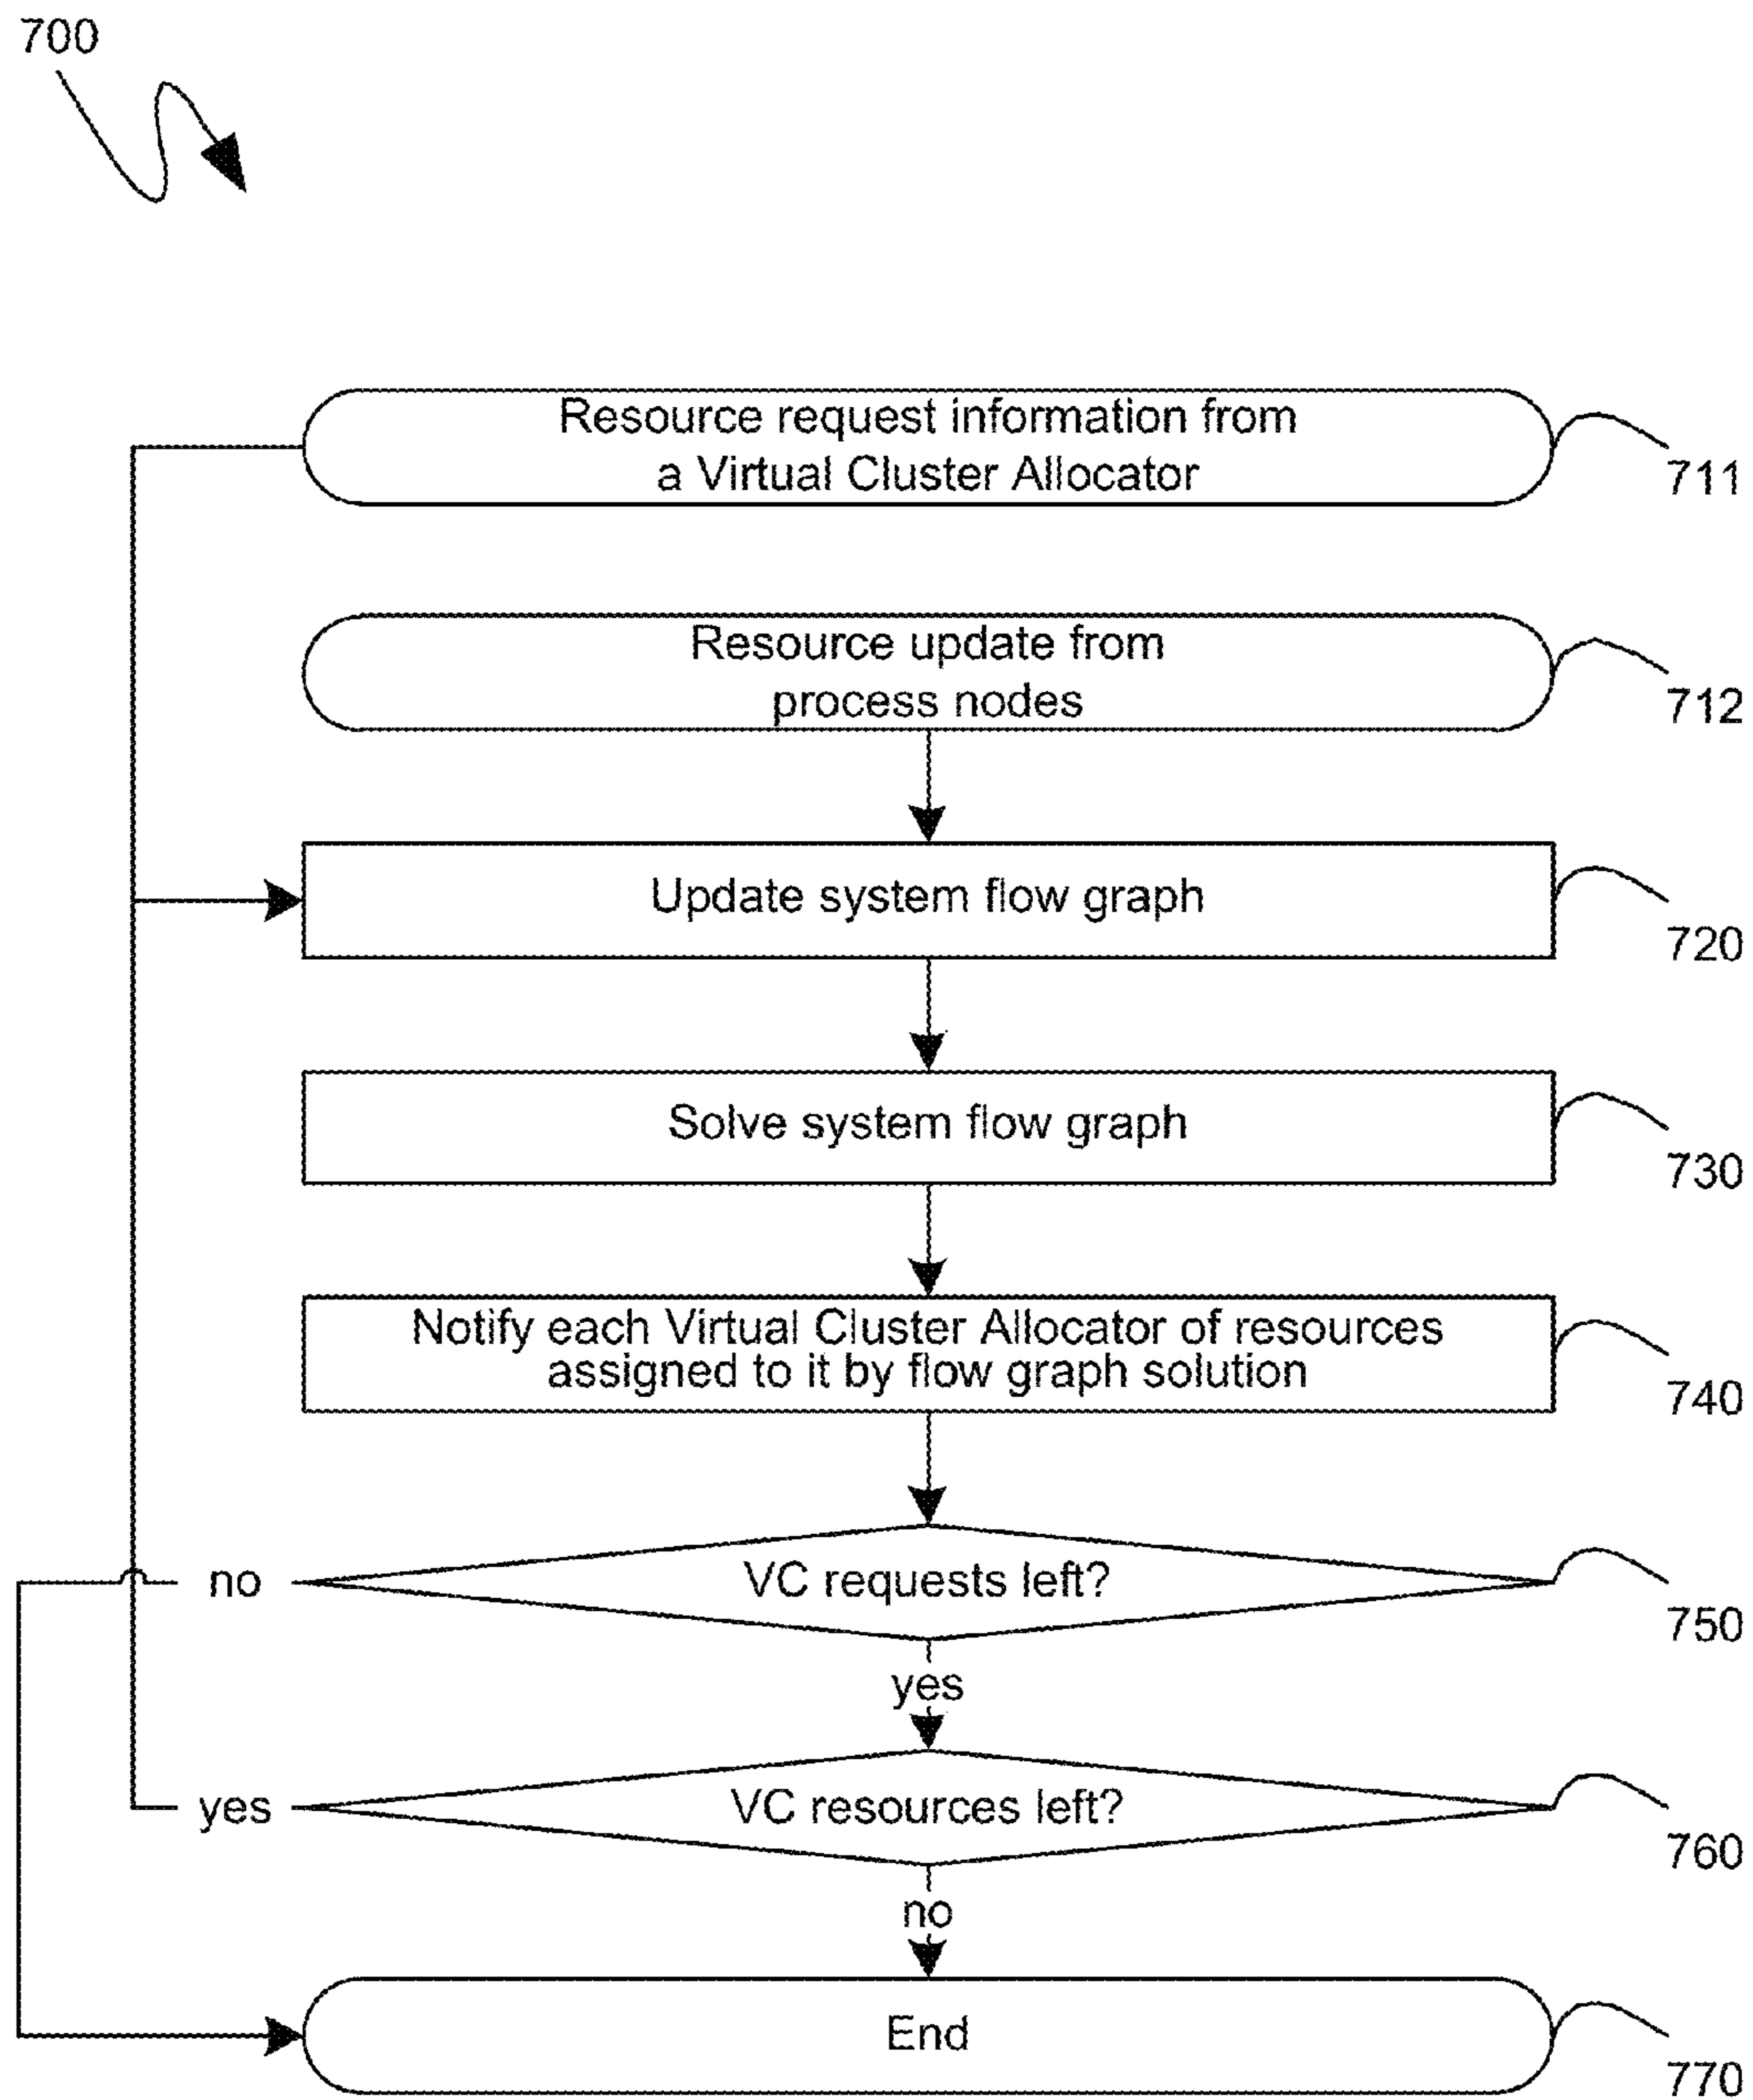 700
Resource request information from
a Virtual Cluster Allocator
711
Resource update from
process nodes
712
Update system flow graph
720
Solve system flow graph
730
Notify each Virtual Cluster Allocator of resources
assigned to it by flow graph solution
740
no
VC requests left?
750
yes
yes
VC resources left?
760
no
End
770